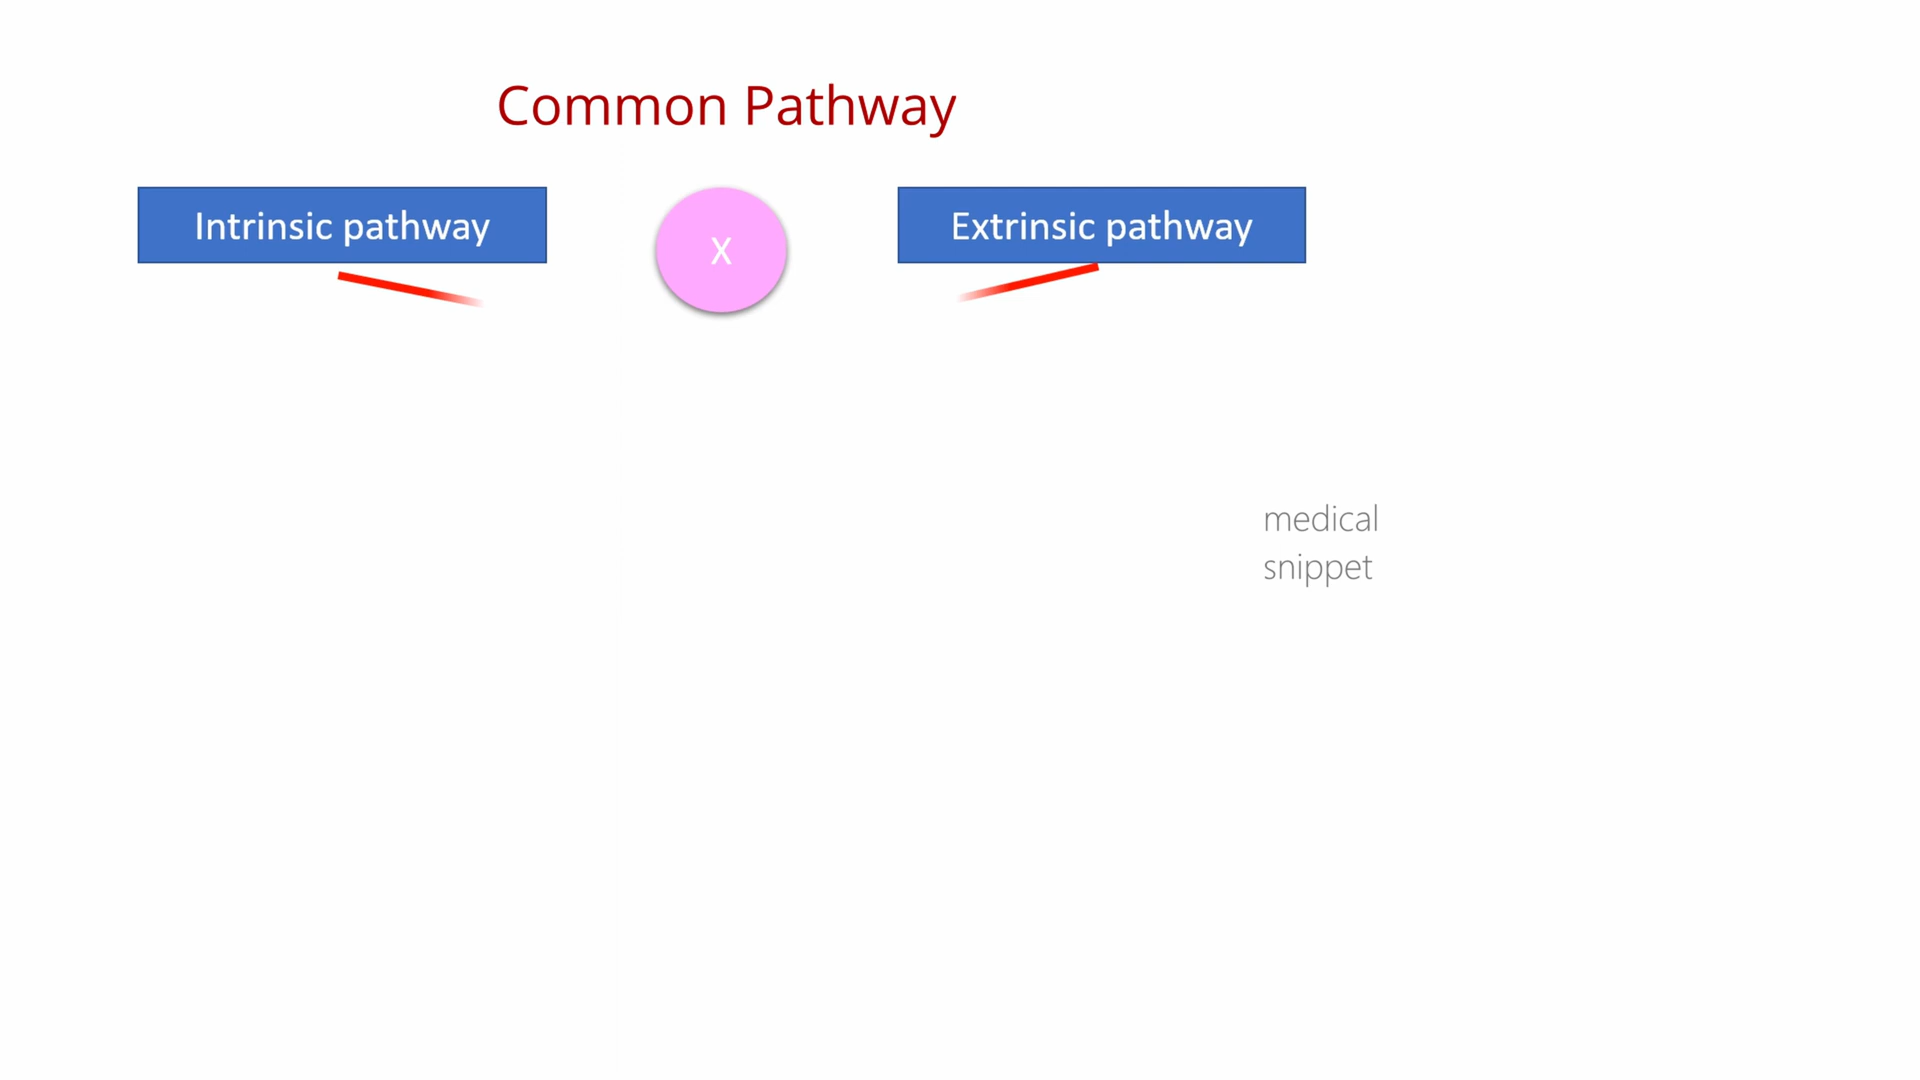 Common Pathway
Intrinsic pathway
X
Extrinsic pathway
medical
snippet